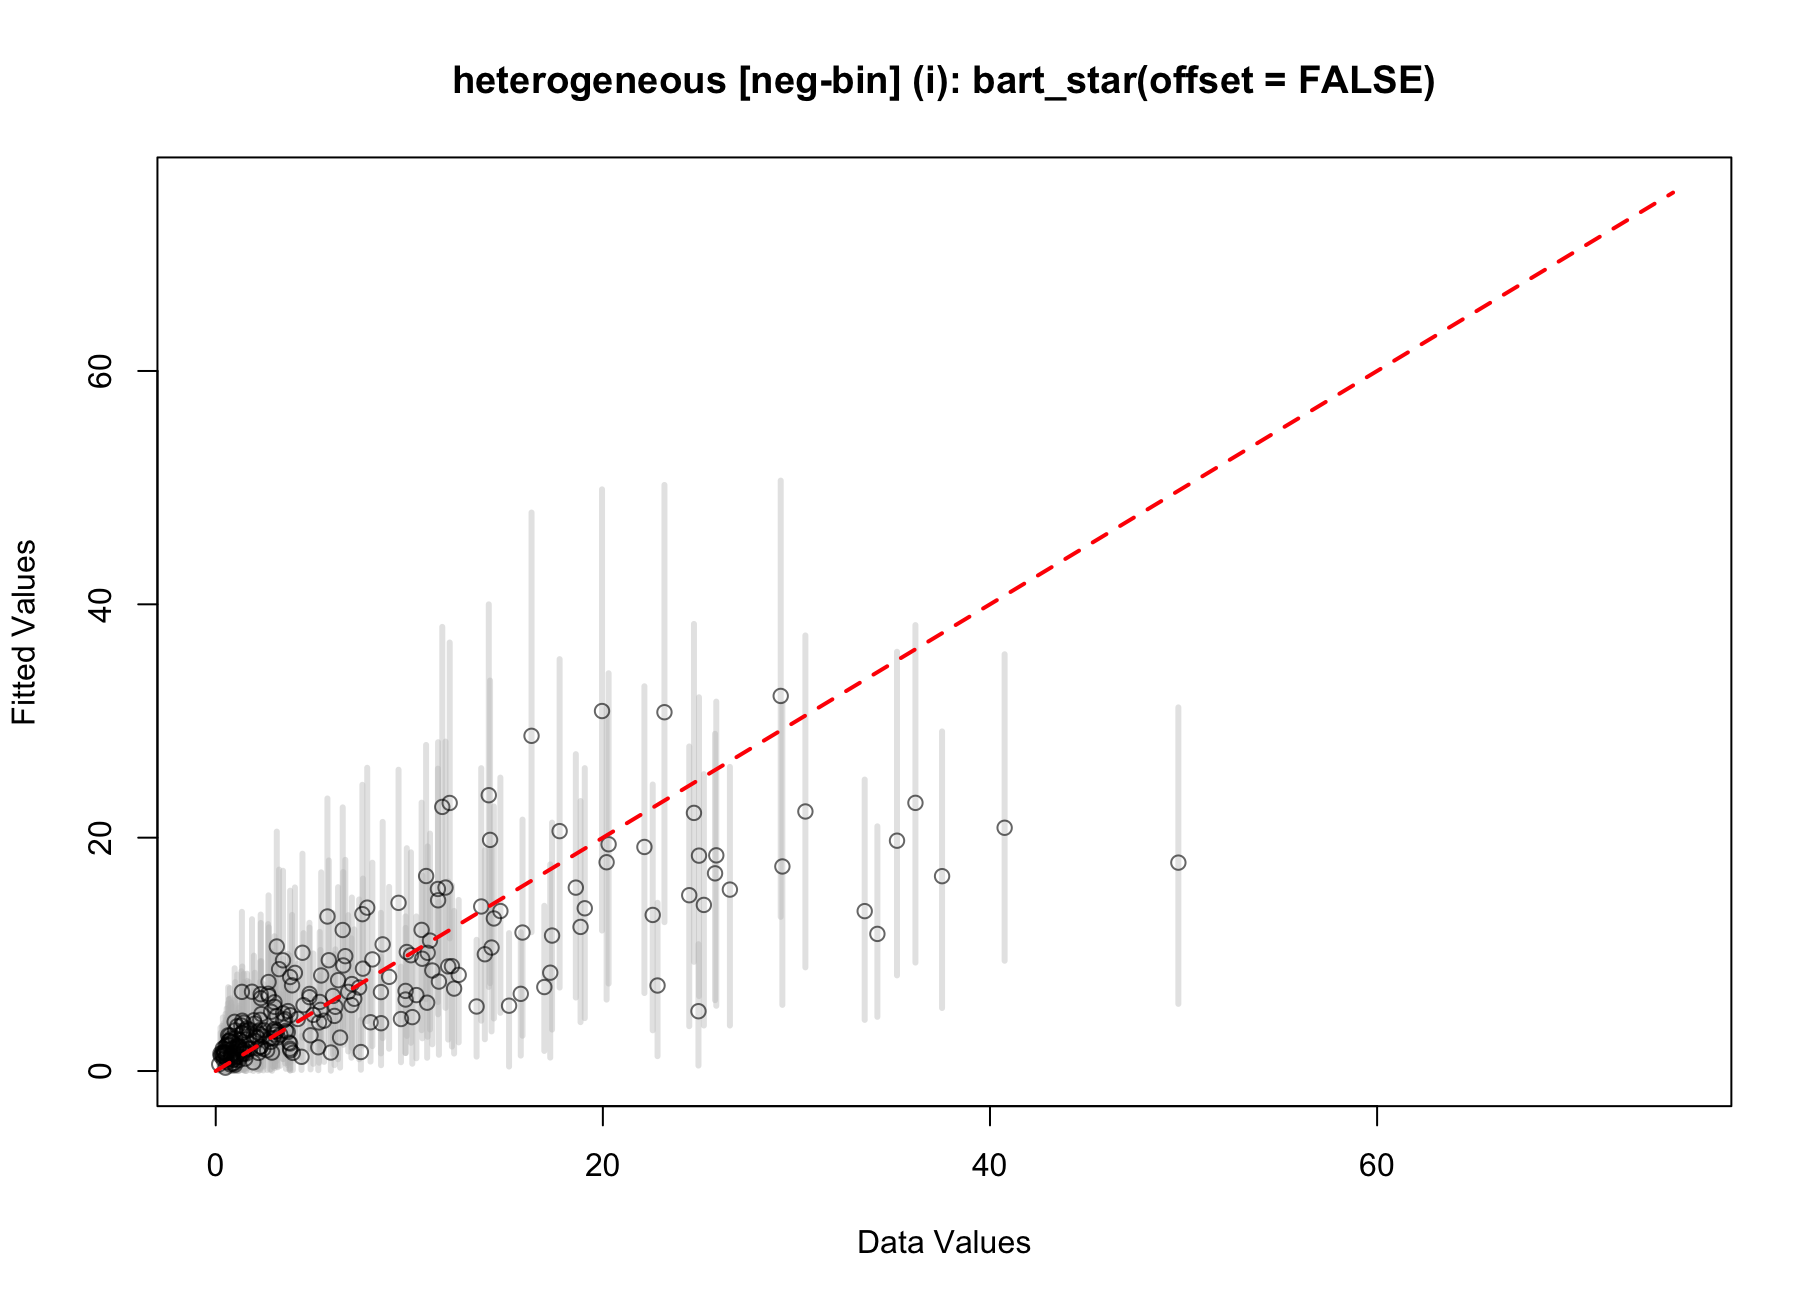 heterogeneous [neg-bin] (i): bart_star(offset = FALSE)
Fitted Values
60
40
20
0
0 20 40 60
Data Values